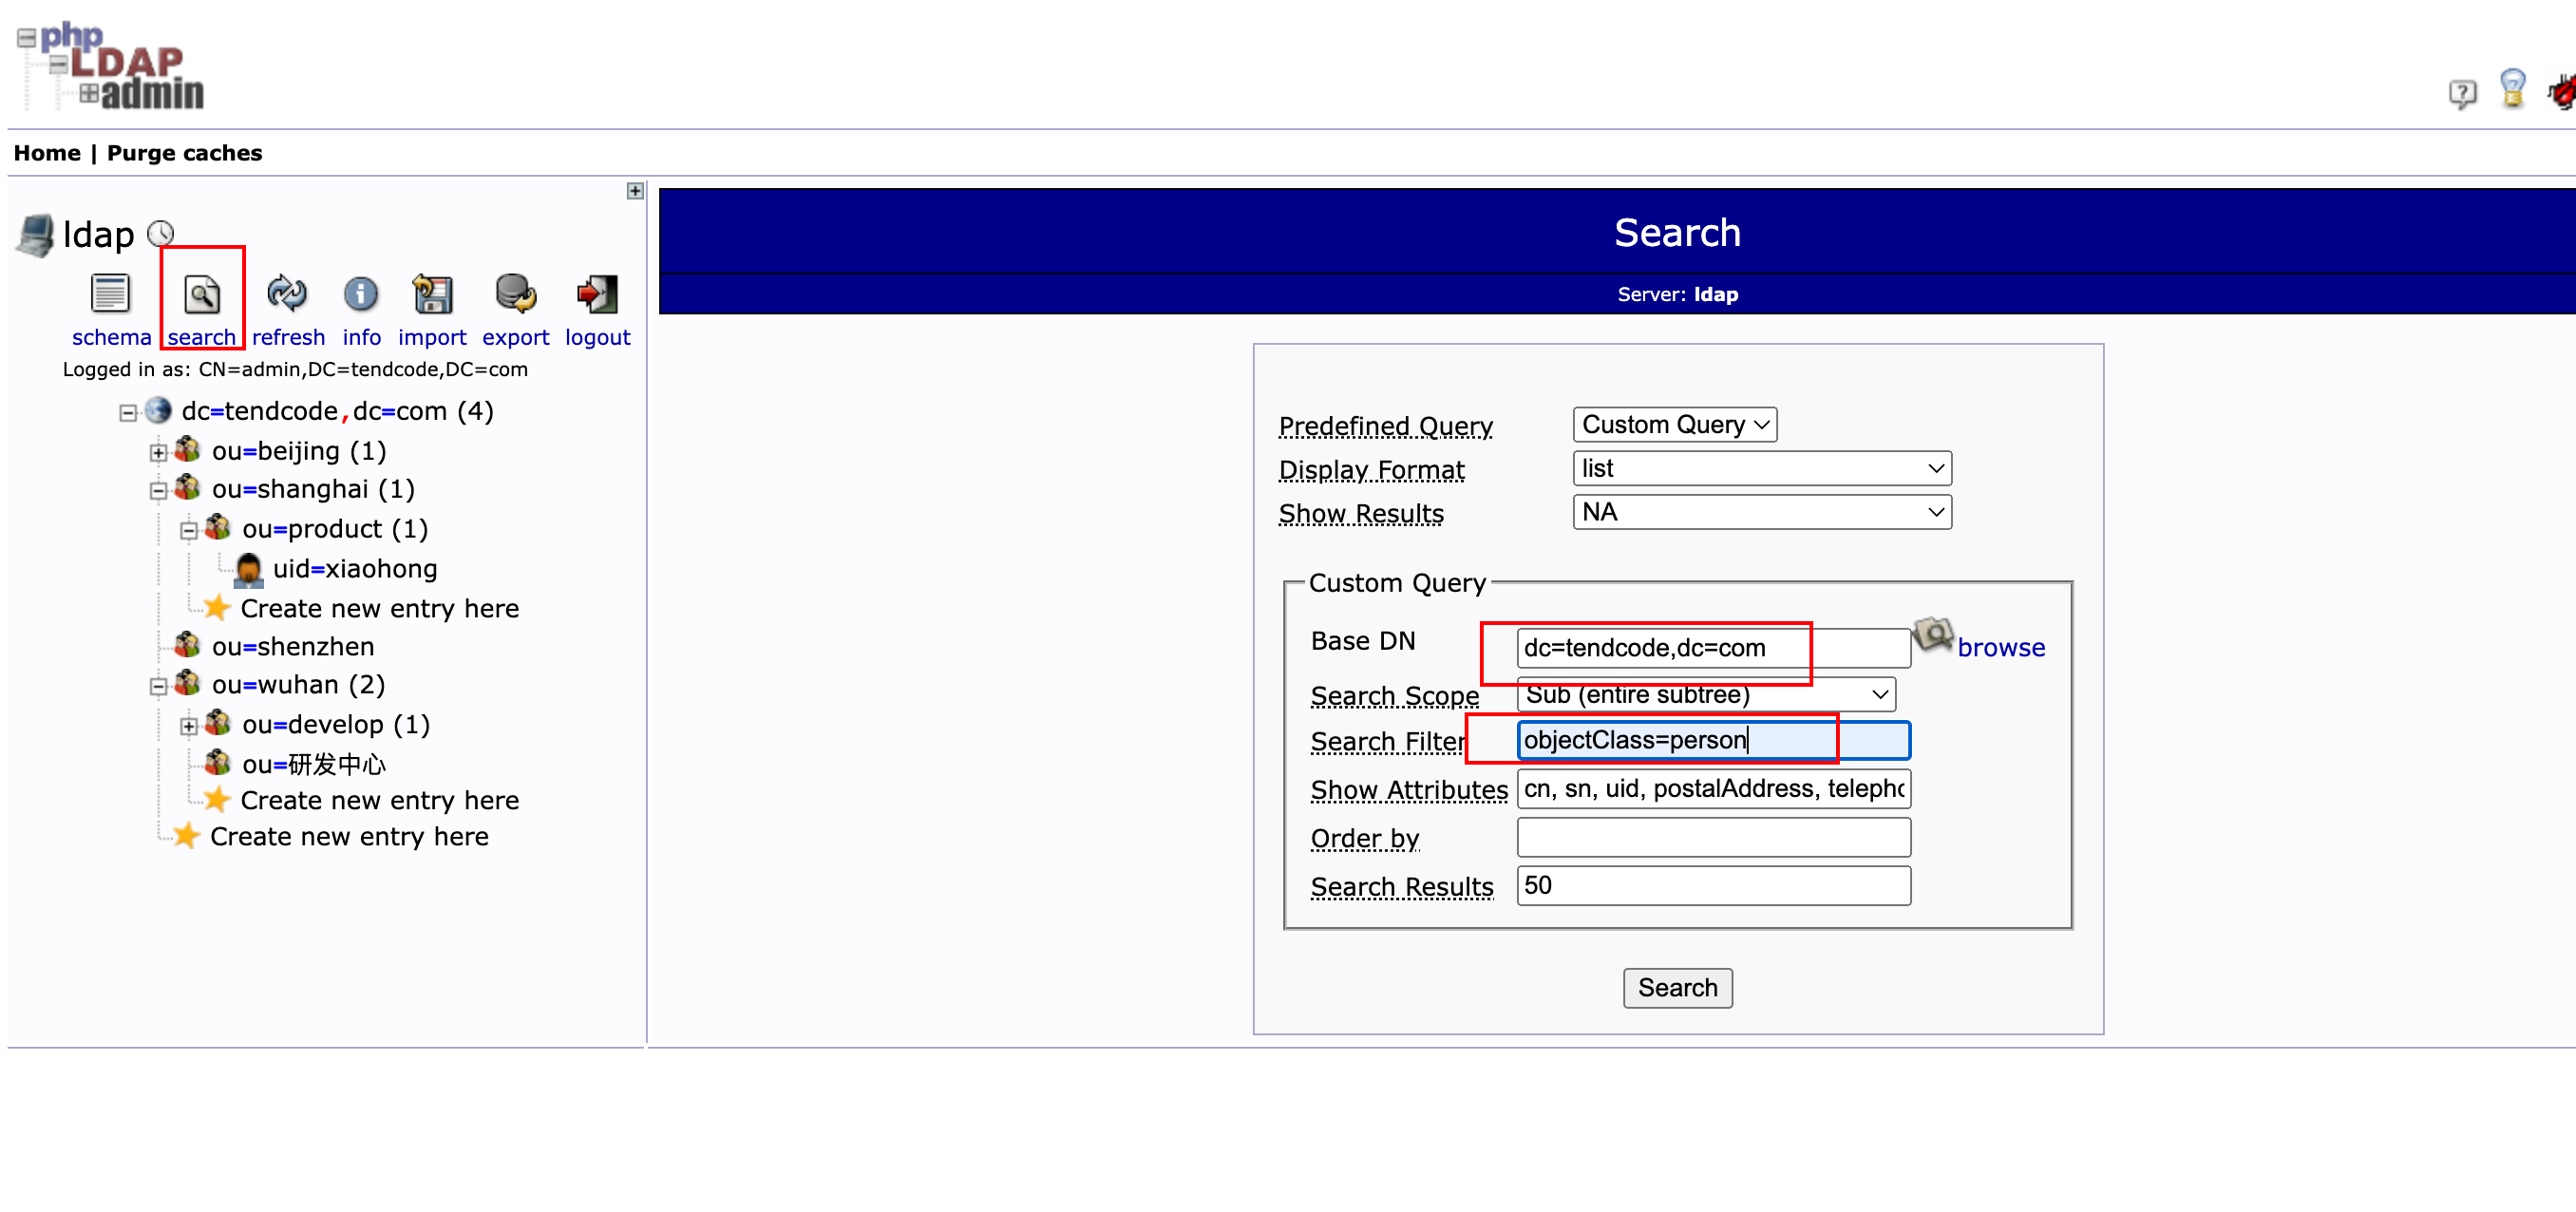 php
LDAP
admin
Home | Purge caches
ldap
schema search refresh info import export logout
Logged in as: CN=admin,DC=tendcode,DC=com
dc=tendcode,dc=com (4)
ou=beijing (1)
ou=shanghai (1)
ou=product (1)
uid=xiaohong
Create new entry here
ou=shenzhen
ou=wuhan (2)
ou=develop (1)
ou=研发中心
Create new entry here
Create new entry here
Search
Server: ldap
Predefined Query Custom Query
Display Format list
Show Results NA
Custom Query
Base DN dc=tendcode,dc=com browse
Search Scope Sub (entire subtree)
Search Filter objectClass=person
Show Attributes cn, sn, uid, postalAddress, telepho
Order by
Search Results 50
Search